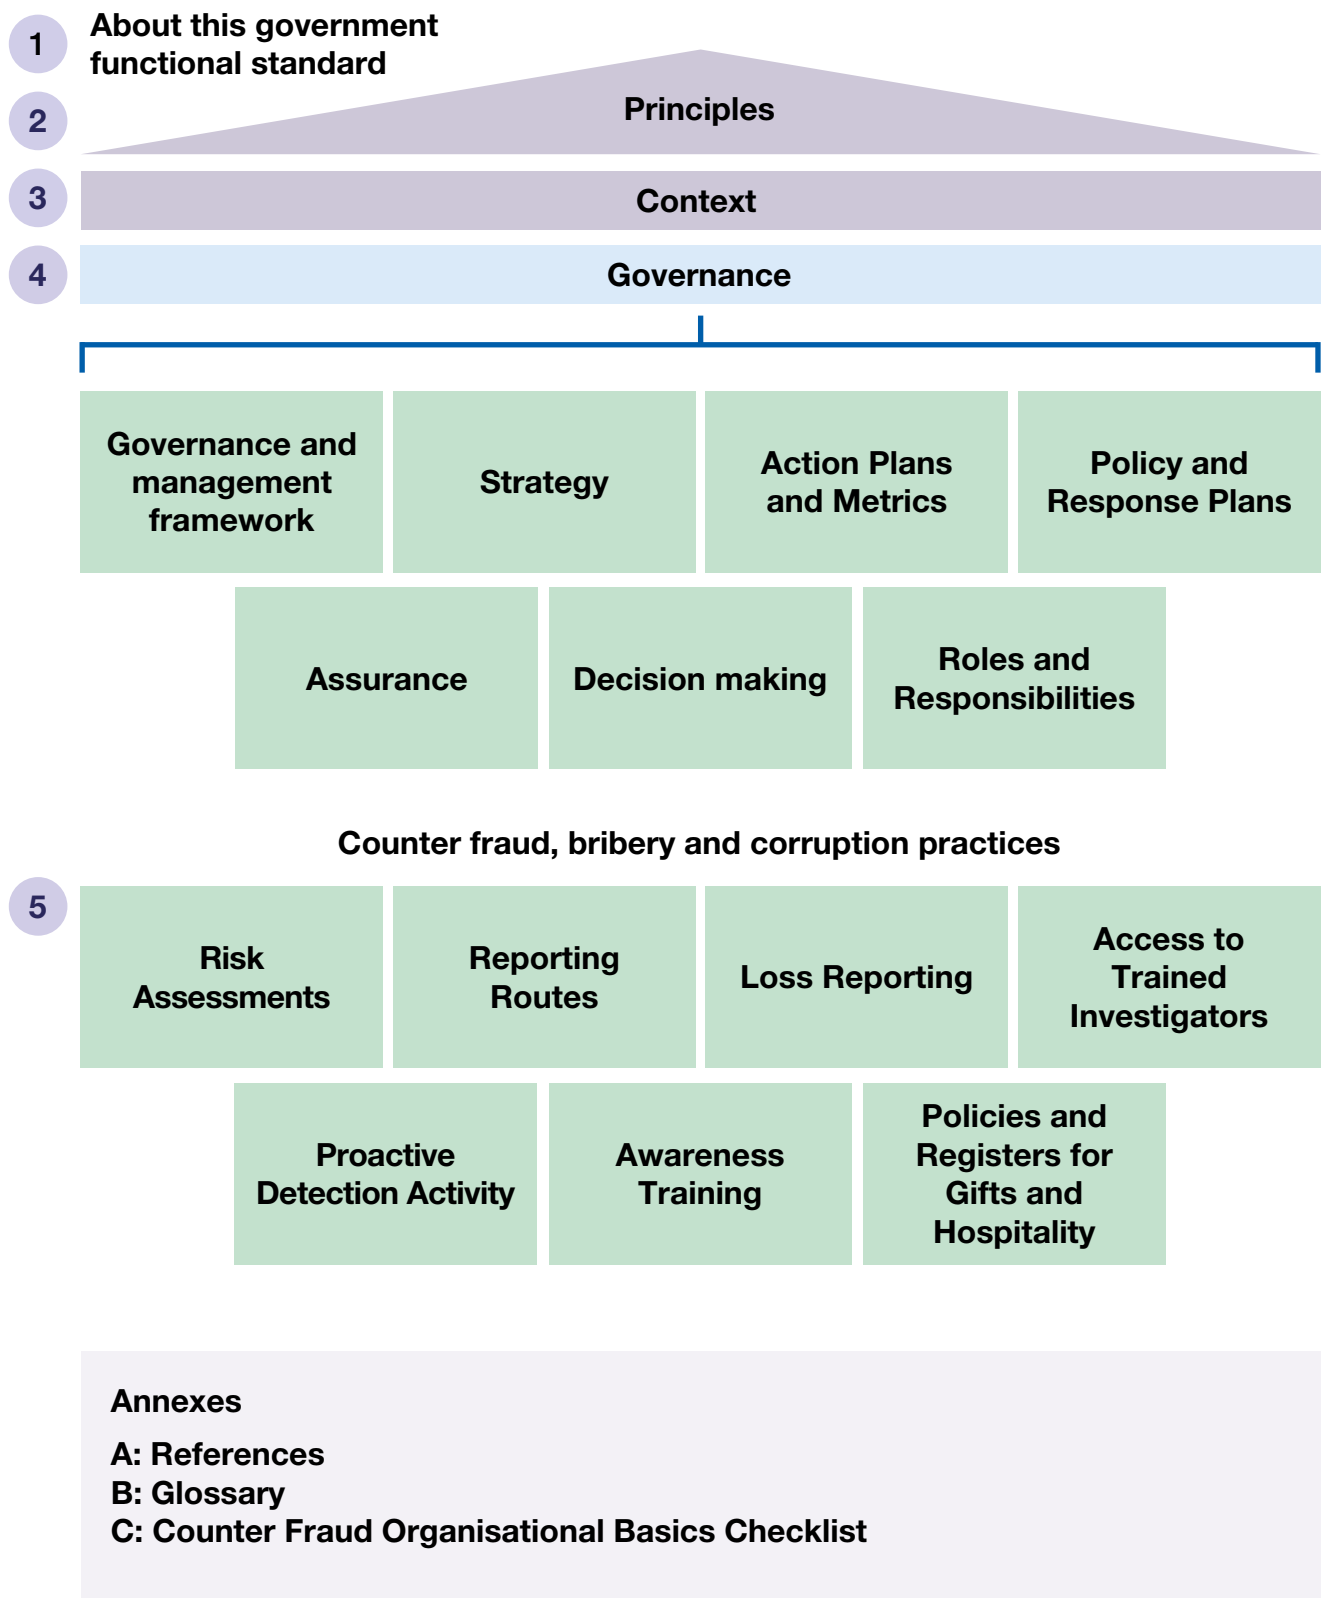 1
About this government
functional standard
2
Principles
3
Context
4
Governance
Governance and
management
framework
Strategy
Action Plans
and Metrics
Policy and
Response Plans
Assurance
Decision making
Roles and
Responsibilities
Counter fraud, bribery and corruption practices
5
Risk
Assessments
Reporting
Routes
Loss Reporting
Access to
Trained
Investigators
Proactive
Detection Activity
Awareness
Training
Policies and
Registers for
Gifts and
Hospitality
Annexes
A: References
B: Glossary
C: Counter Fraud Organisational Basics Checklist